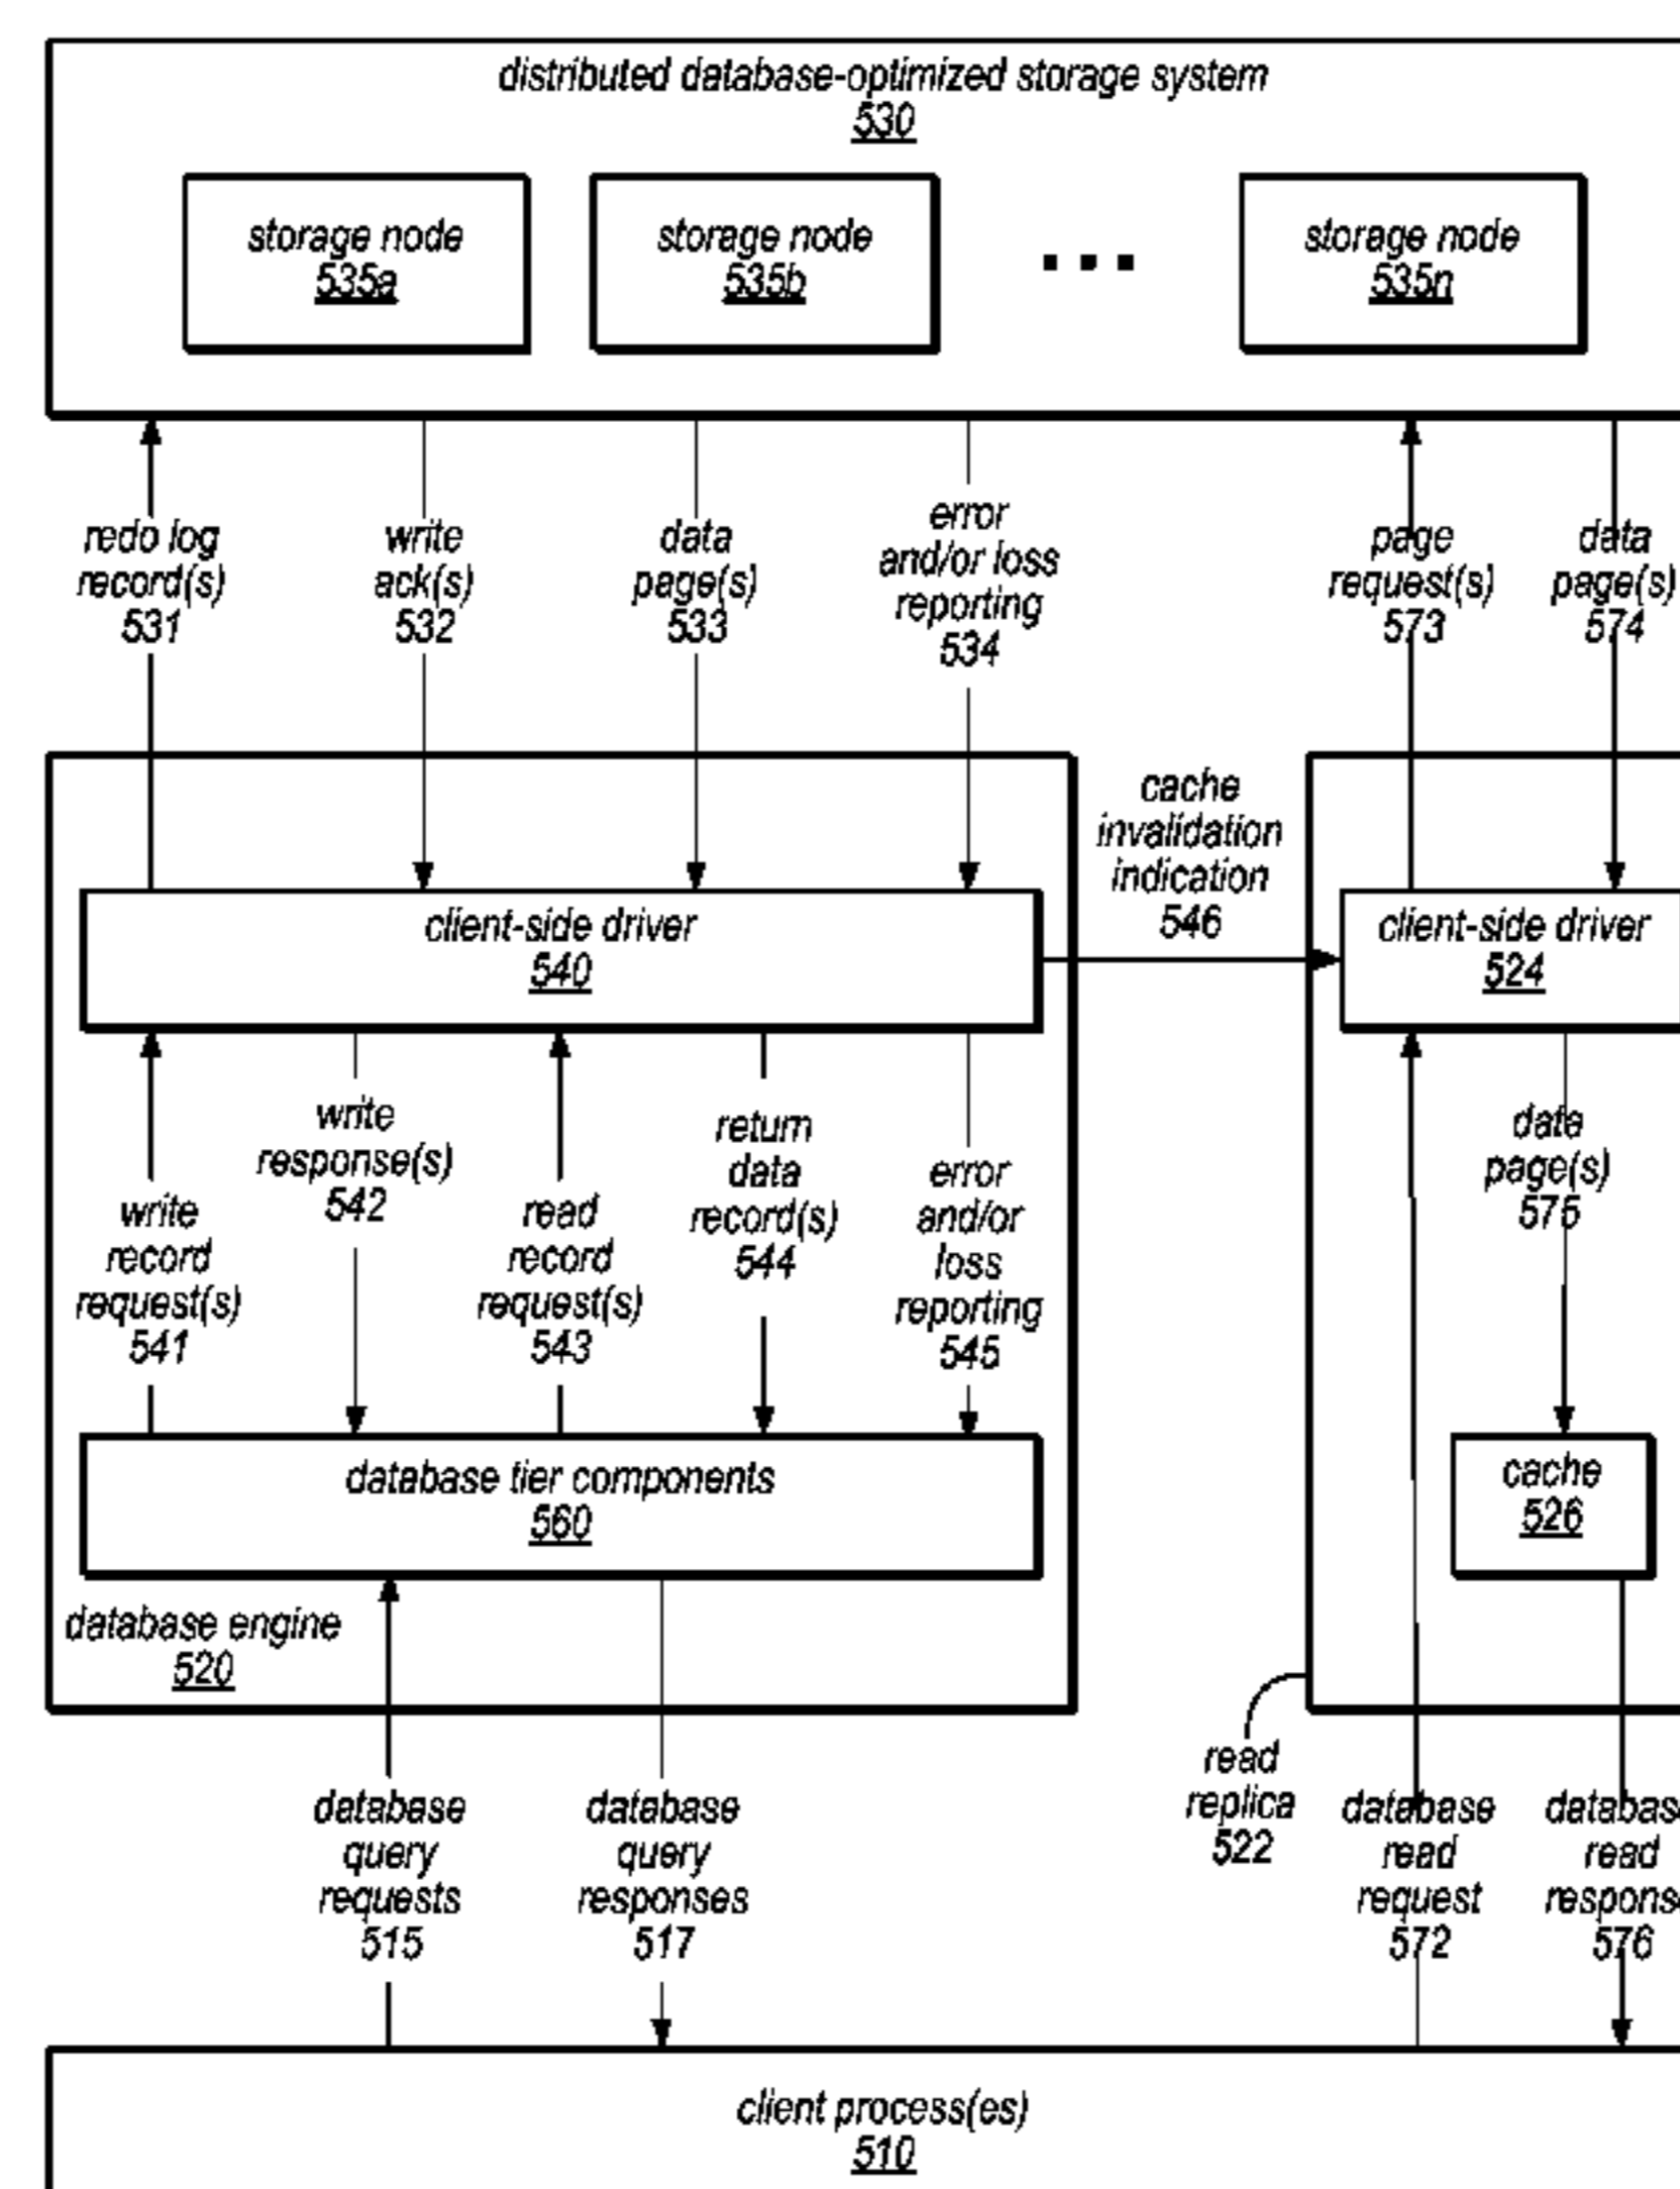 distributed database-optimized storage system
530
storage node
535a
storage node
535b
storage node
535n
redo log
record(s)
531
write
ack(s)
532
data
page(s)
533
error
and/or loss
reporting
534
page
request(s)
573
data
page(s)
574
cache
invalidation
indication
546
client-side driver
540
client-side driver
524
write
record
request(s)
541
write
response(s)
542
read
record
request(s)
543
return
data
record(s)
544
error
and/or
loss
reporting
545
data
page(s)
575
database tier components
560
cache
526
database engine
520
read
replica
522
database
query
requests
515
database
query
responses
517
database
read
request
572
databas
read
respons
576
client process(es)
510